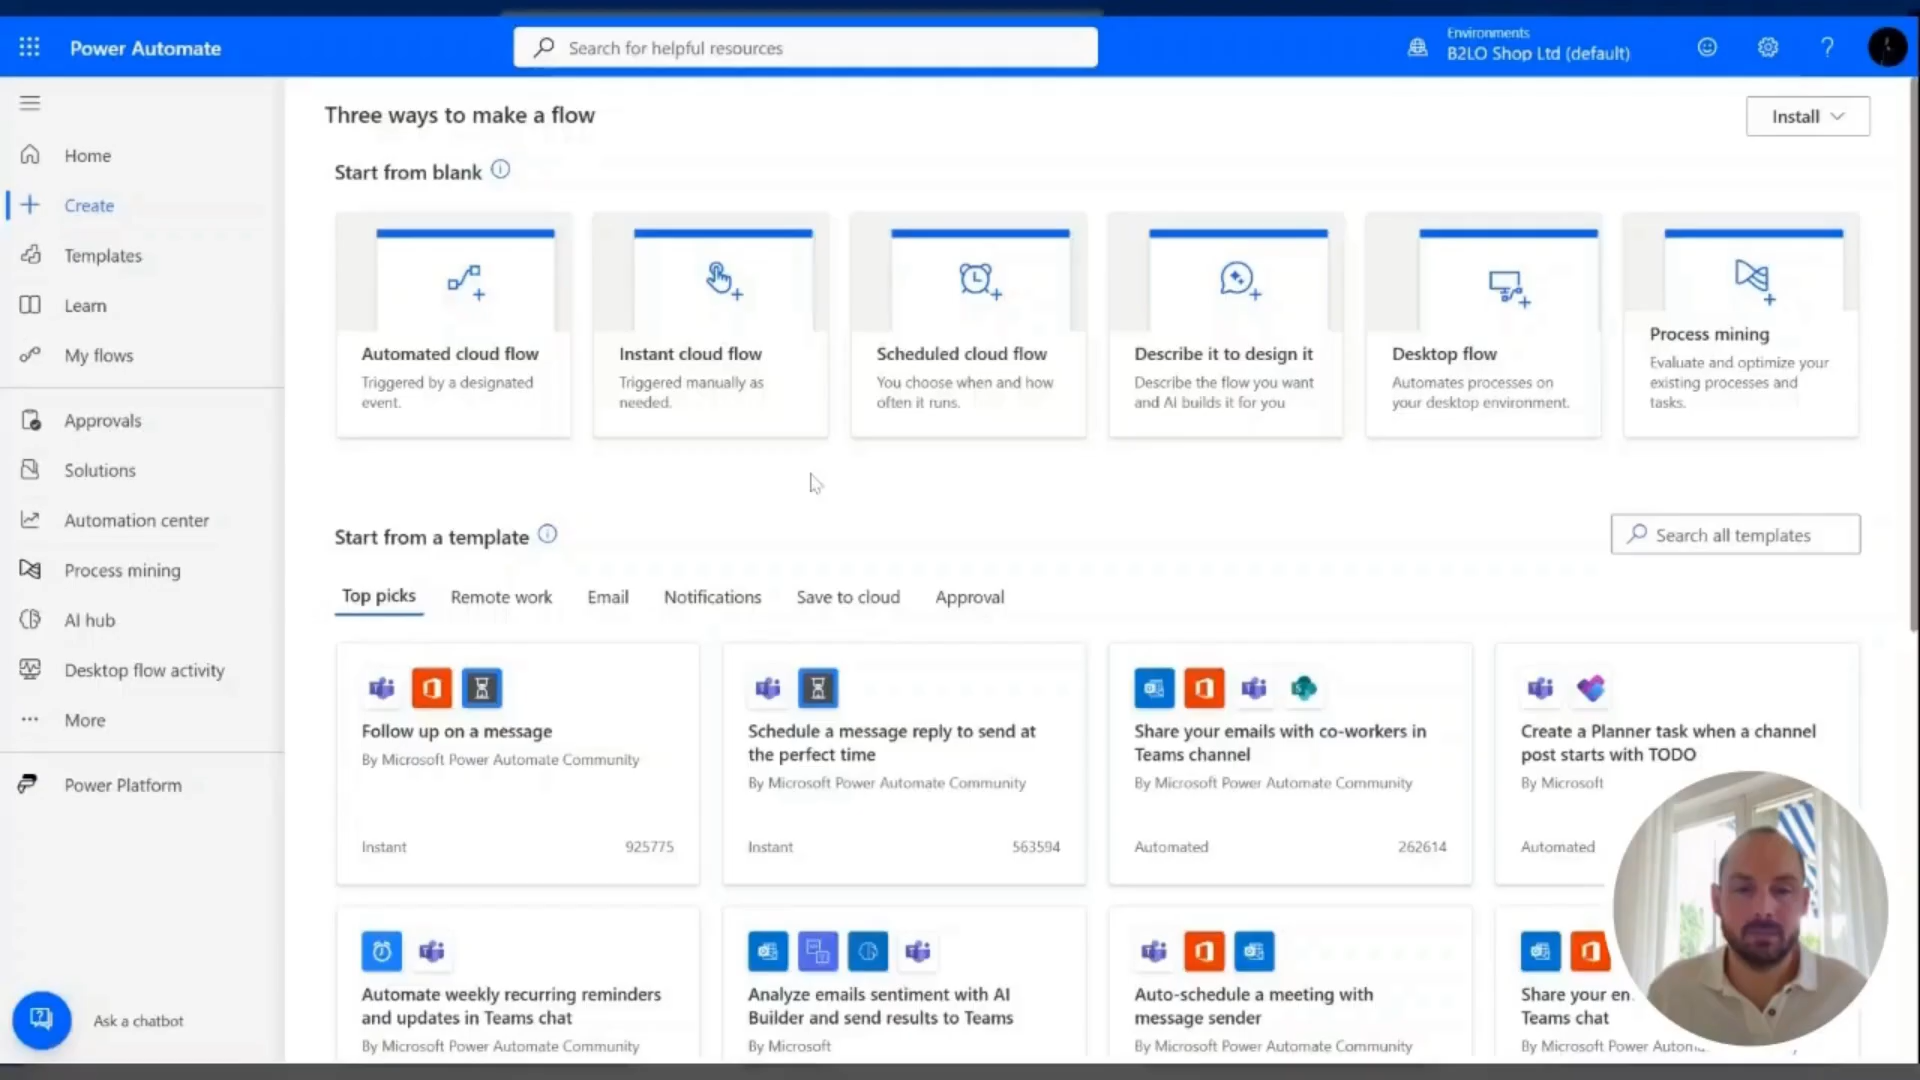 Power Automate
Search for helpful resources
Environments
B2LO Shop Ltd (default)
Three ways to make a flow
Install
Home
Create
Templates
Learn
My flows
Approvals
Solutions
Automation center
Process mining
AI hub
Desktop flow activity
More
Power Platform
Ask a chatbot
Start from blank
Automated cloud flow
Triggered by a designated
event.
Instant cloud flow
Triggered manually as
needed.
Scheduled cloud flow
You choose when and how
often it runs.
Describe it to design it
Describe the flow you want
and AI builds it for you
Desktop flow
Automates processes on
your desktop environment.
Process mining
Evaluate and optimize your
existing processes and
tasks.
Start from a template
Search all templates
Top picks Remote work Email Notifications Save to cloud Approval
Follow up on a message
By Microsoft Power Automate Community
Instant 925775
Schedule a message reply to send at
the perfect time
By Microsoft Power Automate Community
Instant 563594
Share your emails with co-workers in
Teams channel
By Microsoft Power Automate Community
Automated 262614
Create a Planner task when a channel
post starts with TODO
By Microsoft
Automated
Automate weekly recurring reminders
and updates in Teams chat
By Microsoft Power Automate Community
Analyze emails sentiment with AI
Builder and send results to Teams
By Microsoft
Auto-schedule a meeting with
message sender
By Microsoft Power Automate Community
Share your
Teams chat
By Microsoft Power